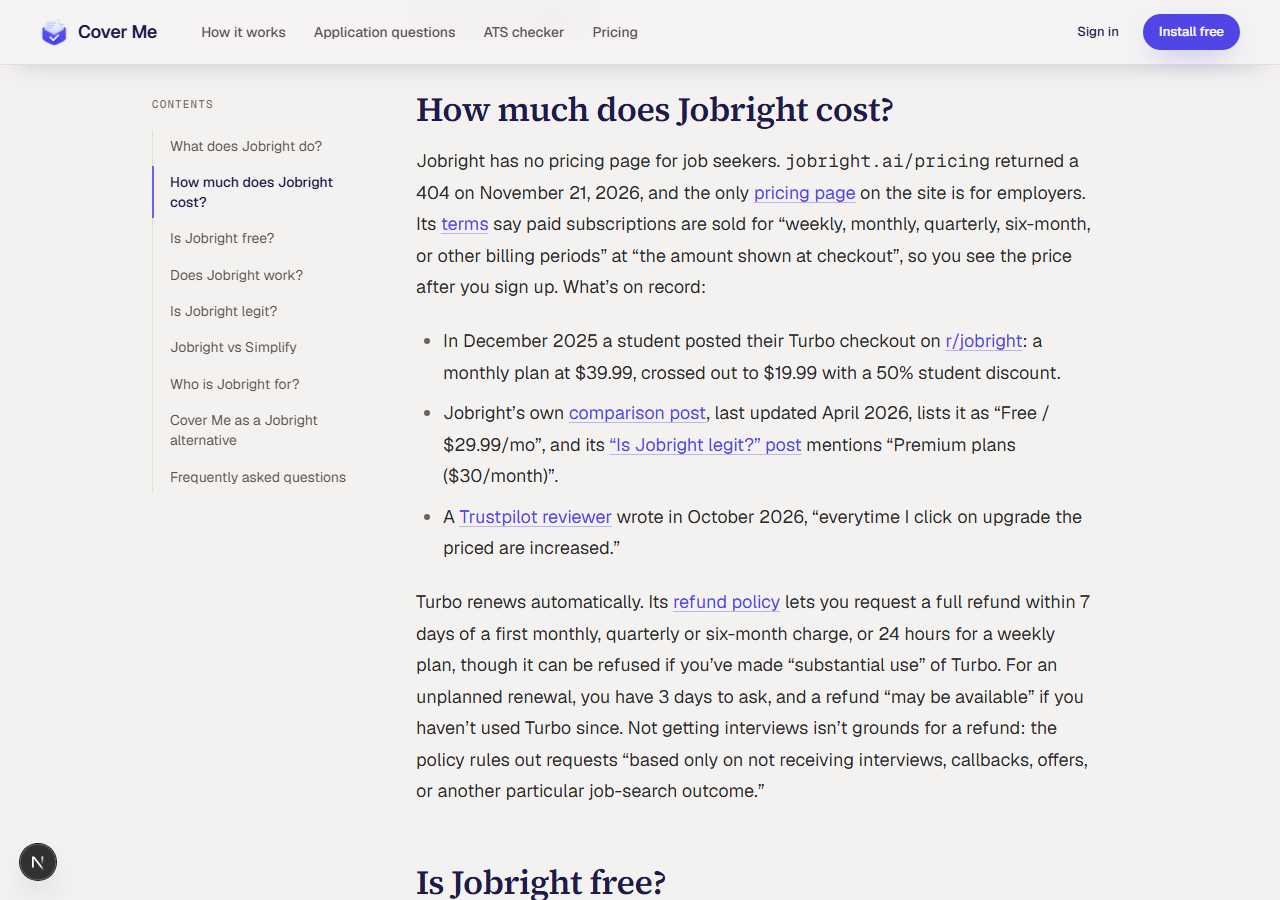 Cover Me
How it works
Application questions
ATS checker
Pricing
Sign in
Install free
CONTENTS
What does Jobright do?
How much does Jobright
cost?
Is Jobright free?
Does Jobright work?
Is Jobright legit?
Jobright vs Simplify
Who is Jobright for?
Cover Me as a Jobright
alternative
Frequently asked questions
How much does Jobright cost?
Jobright has no pricing page for job seekers. jobright.ai/pricing returned a
404 on November 21, 2026, and the only pricing page on the site is for employers.
Its terms say paid subscriptions are sold for “weekly, monthly, quarterly, six-month,
or other billing periods” at “the amount shown at checkout”, so you see the price
after you sign up. What’s on record:
In December 2025 a student posted their Turbo checkout on r/jobright: a
monthly plan at $39.99, crossed out to $19.99 with a 50% student discount.
Jobright’s own comparison post, last updated April 2026, lists it as “Free /
$29.99/mo”, and its “Is Jobright legit?” post mentions “Premium plans
($30/month)”.
A Trustpilot reviewer wrote in October 2026, “everytime I click on upgrade the
priced are increased.”
Turbo renews automatically. Its refund policy lets you request a full refund within 7
days of a first monthly, quarterly or six-month charge, or 24 hours for a weekly
plan, though it can be refused if you’ve made “substantial use” of Turbo. For an
unplanned renewal, you have 3 days to ask, and a refund “may be available” if you
haven’t used Turbo since. Not getting interviews isn’t grounds for a refund: the
policy rules out requests “based only on not receiving interviews, callbacks, offers,
or another particular job-search outcome.”
N
Is Jobright free?